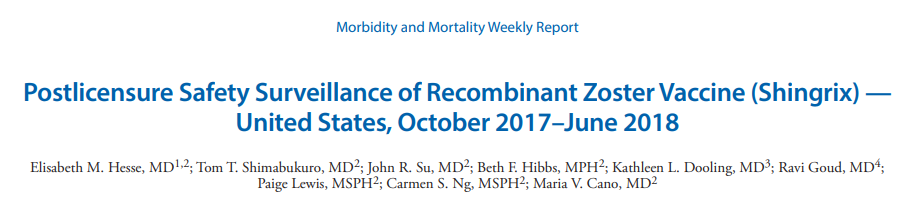 Morbidity and Mortality Weekly Report
Postlicensure Safety Surveillance of Recombinant Zoster Vaccine (Shingrix) —
United States, October 2017–June 2018
Elisabeth M. Hesse, MD1,2; Tom T. Shimabukuro, MD2; John R. Su, MD2; Beth F. Hibbs, MPH2; Kathleen L. Dooling, MD3; Ravi Goud, MD4;
Paige Lewis, MSPH2; Carmen S. Ng, MSPH2; Maria V. Cano, MD2